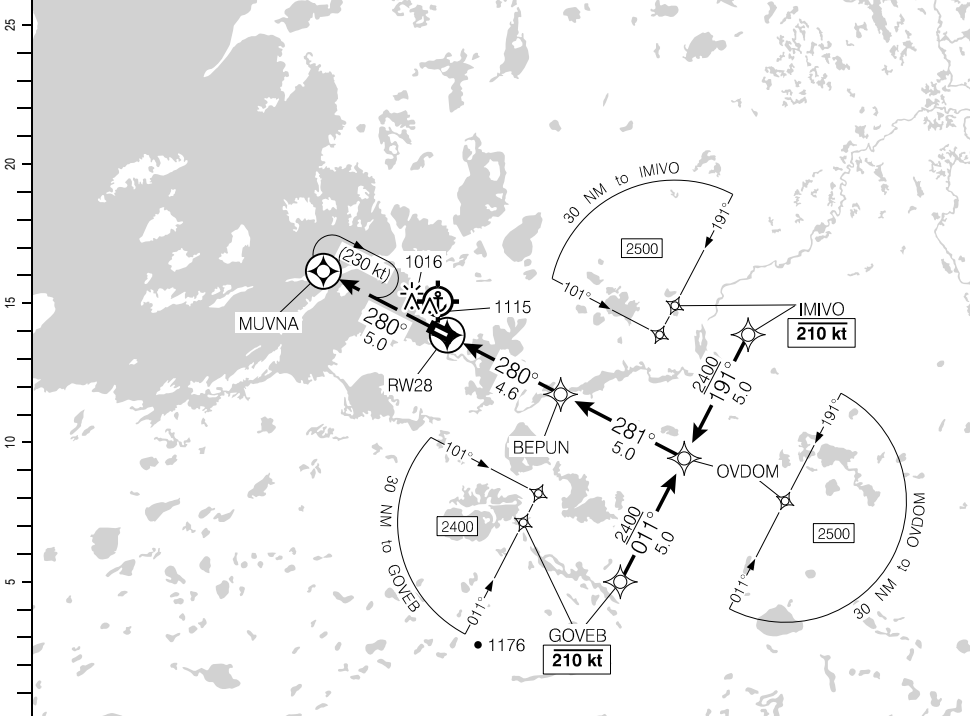 25
20
15
10
5
30 NM to IMIVO
191°
2500
101°
(230 kt)
1016
1115
MUVNA
280°
5.0
RW28
IMIVO
210 kt
280°
4.6
2400
191°
5.0
BEPUN
281°
5.0
OVDOM
191°
2500
011°
30 NM to OVDOM
101°
30 NM to GOVEB
2400
011°
2400
011°
5.0
GOVEB
210 kt
1176